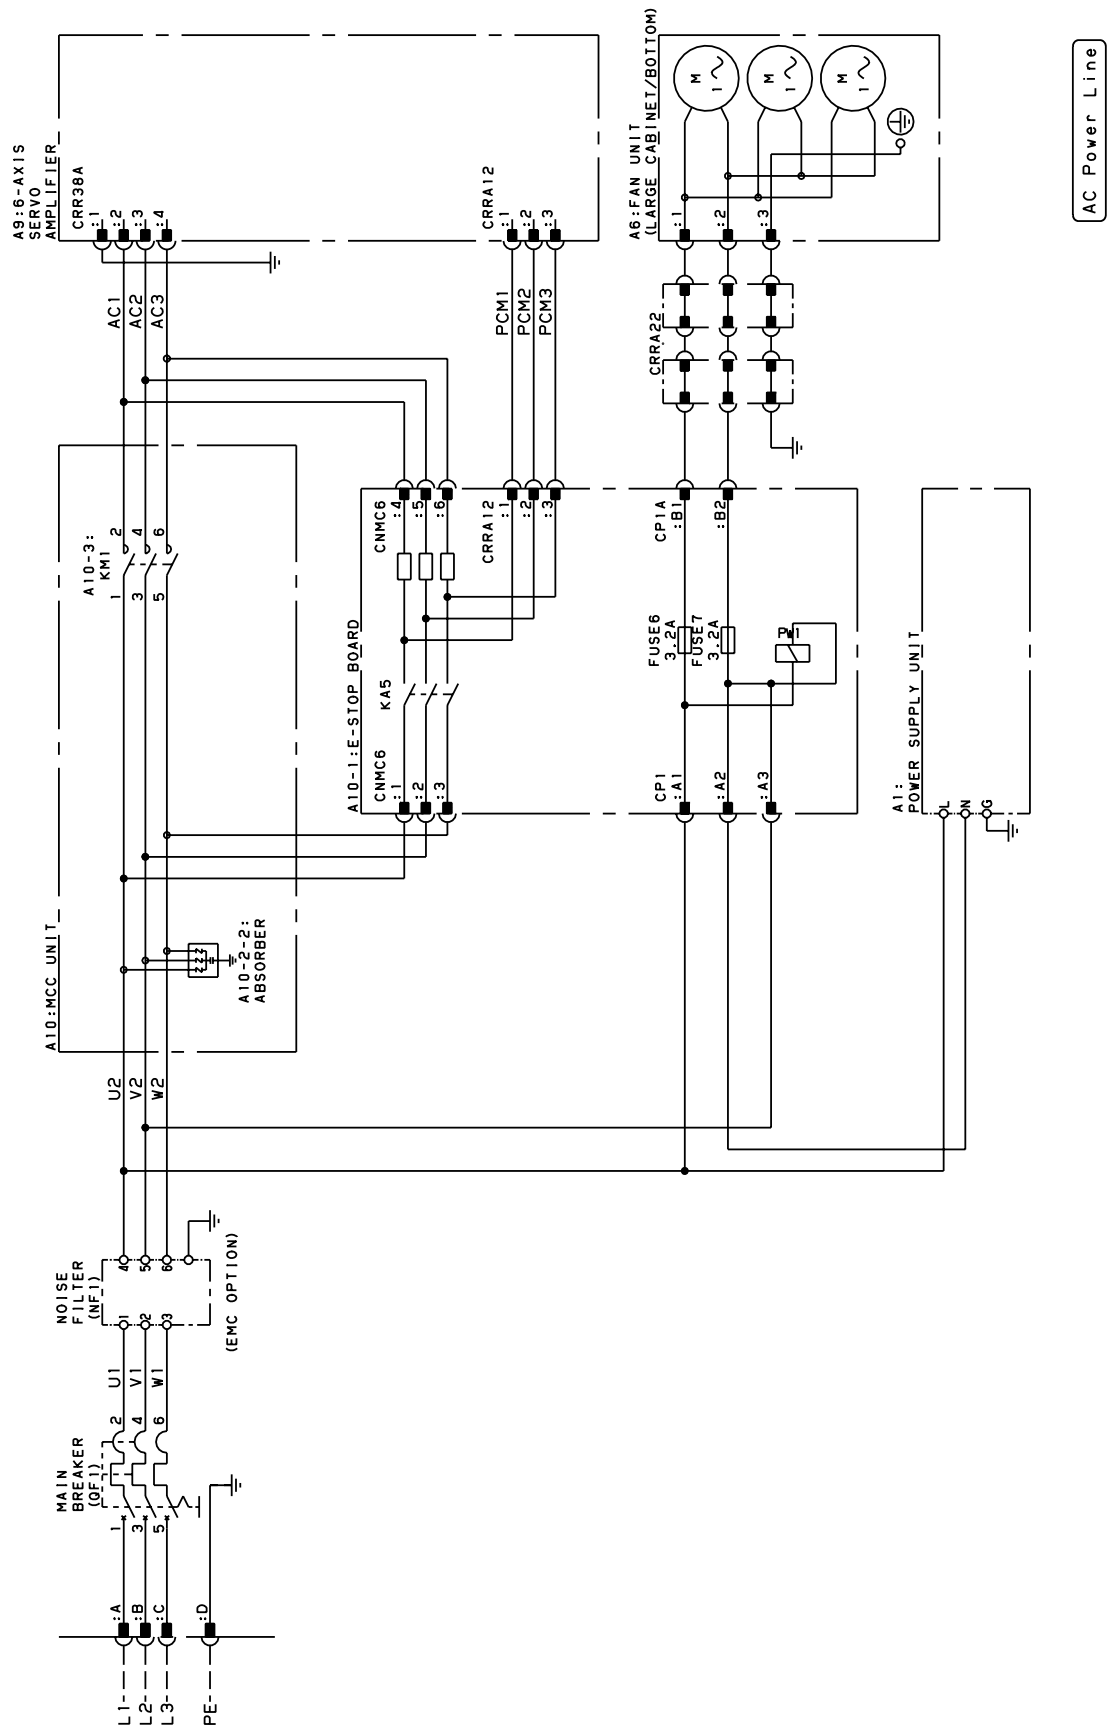 AC Power Line
L1-
L2-
L3-
PE-
:A
:B
:C
:D
MAIN
BREAKER
(QF1)
1
3
5
2
4
6
U1
V1
W1
NOISE
FILTER
(NF1)
1
2
3
4
5
6
(EMC OPTION)
U2
V2
W2
A10:MCC UNIT
A10-2-2:
ABSORBER
Z
Z
Z
A10-3:
KM1
1
3
5
2
4
6
AC1
AC2
AC3
A9:6-AXIS
SERVO
AMPLIFIER
CRR38A
:1
:2
:3
:4
CRRA12
:1
:2
:3
PCM1
PCM2
PCM3
A10-1:E-STOP BOARD
CNMC6
:1
:2
:3
KA5
CNMC6
:4
:5
:6
CRRA12
:1
:2
:3
CP1
:A1
:A2
:A3
FUSE6
3.2A
FUSE7
3.2A
PW1
CP1A
:B1
:B2
CRRA22
A6:FAN UNIT
(LARGE CABINET/BOTTOM)
:1
:2
:3
M
1
M
1
M
1
A1:
POWER SUPPLY UNIT
L
N
G